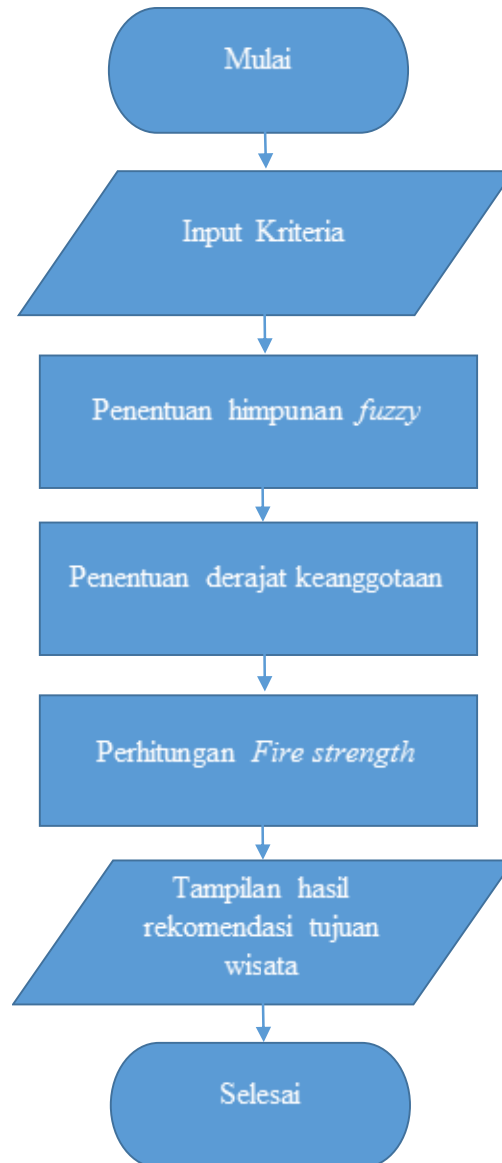 Mulai
Input Kriteria
Penentuan himpunan fuzzy
Penentuan derajat keanggotaan
Perhitungan Fire strength
Tampilan hasil
rekomendasi tujuan
wisata
Selesai